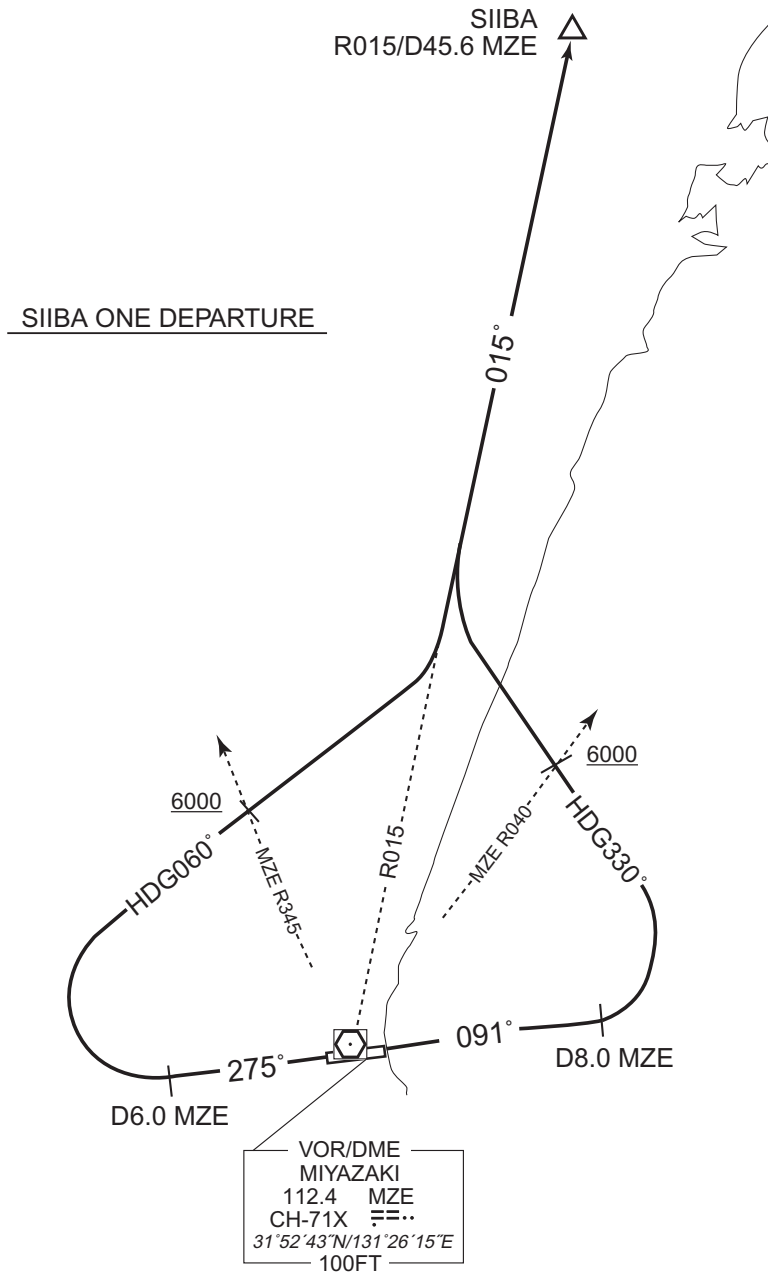 SIIBA
R015/D45.6 MZE
SIIBA ONE DEPARTURE
015°
6000
6000
HDG060°
MZE R345
R015
MZE R040
HDG330°
275°
091°
D6.0 MZE
D8.0 MZE
VOR/DME
MIYAZAKI
112.4 MZE
CH-71X
31°52′43″N/131°26′15″E
100FT